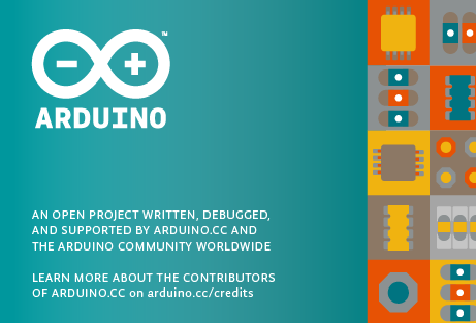 ARDUINO
AN OPEN PROJECT WRITTEN, DEBUGGED,
AND SUPPORTED BY ARDUINO.CC AND
THE ARDUINO COMMUNITY WORLDWIDE
LEARN MORE ABOUT THE CONTRIBUTORS
OF ARDUINO.CC on arduino.cc/credits